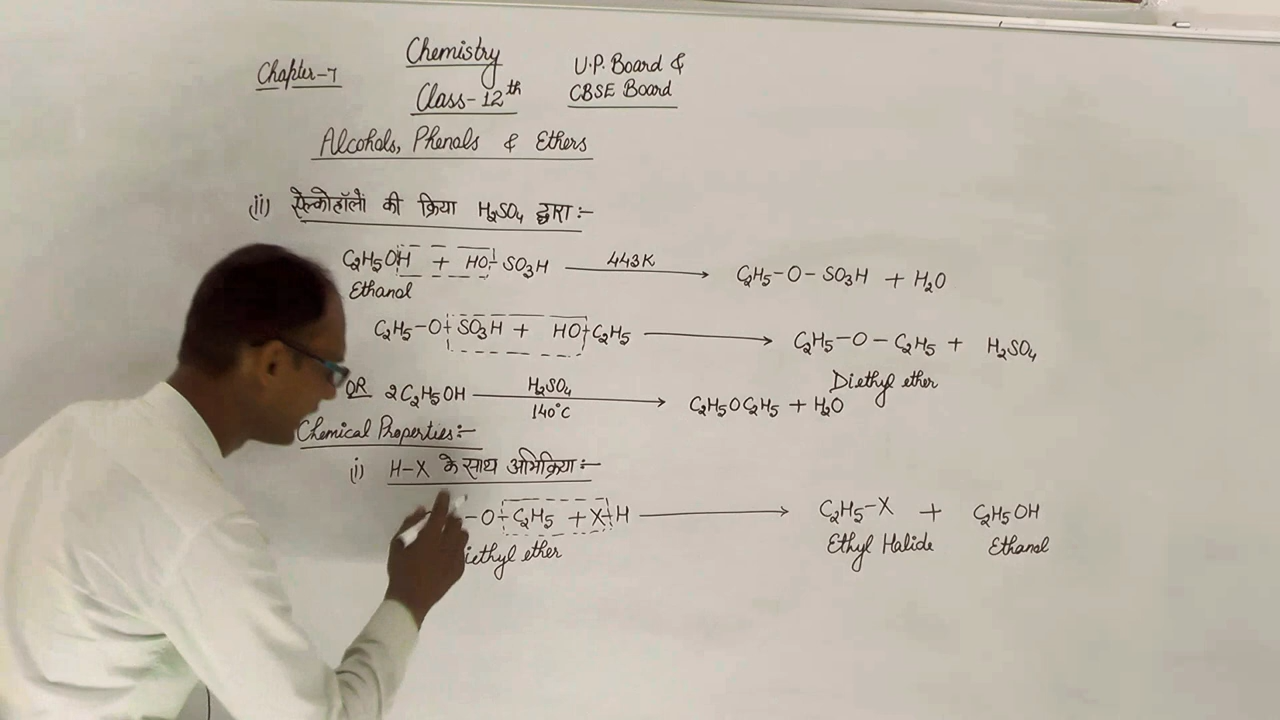 Chapter-7 Chemistry U.P. Board &
Class-12th CBSE Board
Alcohols, Phenols & Ethers
(ii) ऐल्कोहॉलों की क्रिया H2SO4 द्वारा :-
C2H5OH + HO-SO3H 443K C2H5-O-SO3H + H2O
Ethanol
C2H5-O-SO3H + HO-C2H5 C2H5-O-C2H5 + H2SO4
Diethyl ether
OR 2C2H5OH H2SO4 140°C C2H5OC2H5 + H2O
Chemical Properties:-
(i) H-X के साथ अभिक्रिया :-
-O-C2H5 + X-H C2H5-X + C2H5OH
iethyl ether Ethyl Halide Ethanol